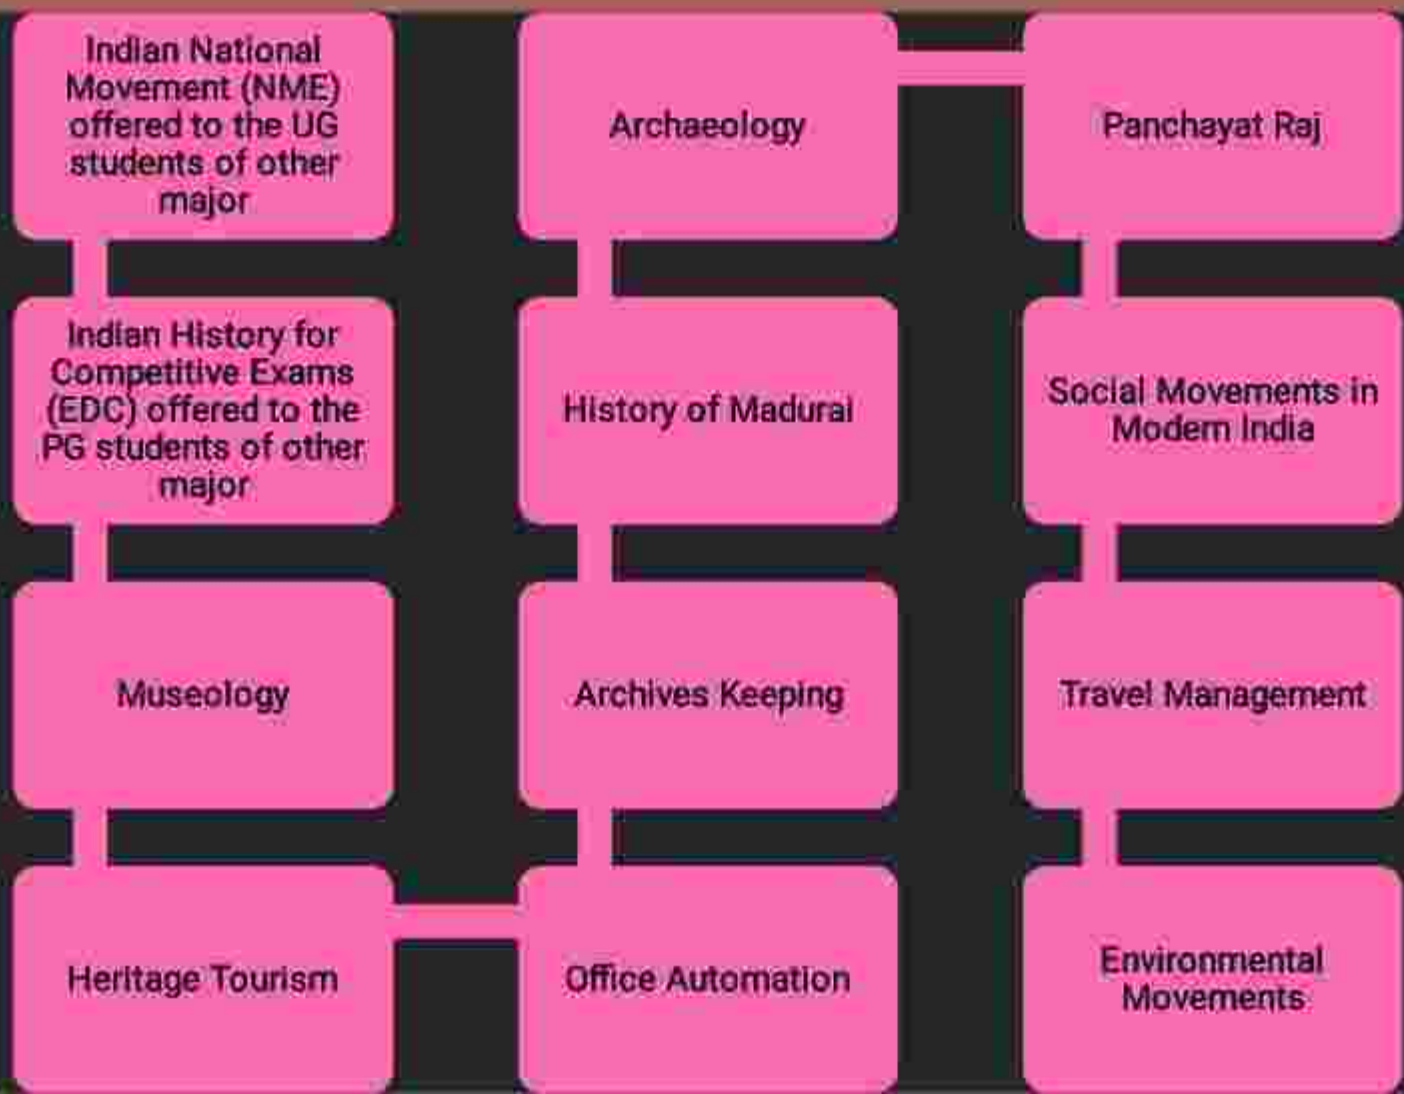 Indian National
Movement (NME)
offered to the UG
students of other
major
Indian History for
Competitive Exams
(EDC) offered to the
PG students of other
major
Museology
Heritage Tourism
Office Automation
Archives Keeping
History of Madurai
Archaeology
Panchayat Raj
Social Movements in
Modern India
Travel Management
Environmental
Movements